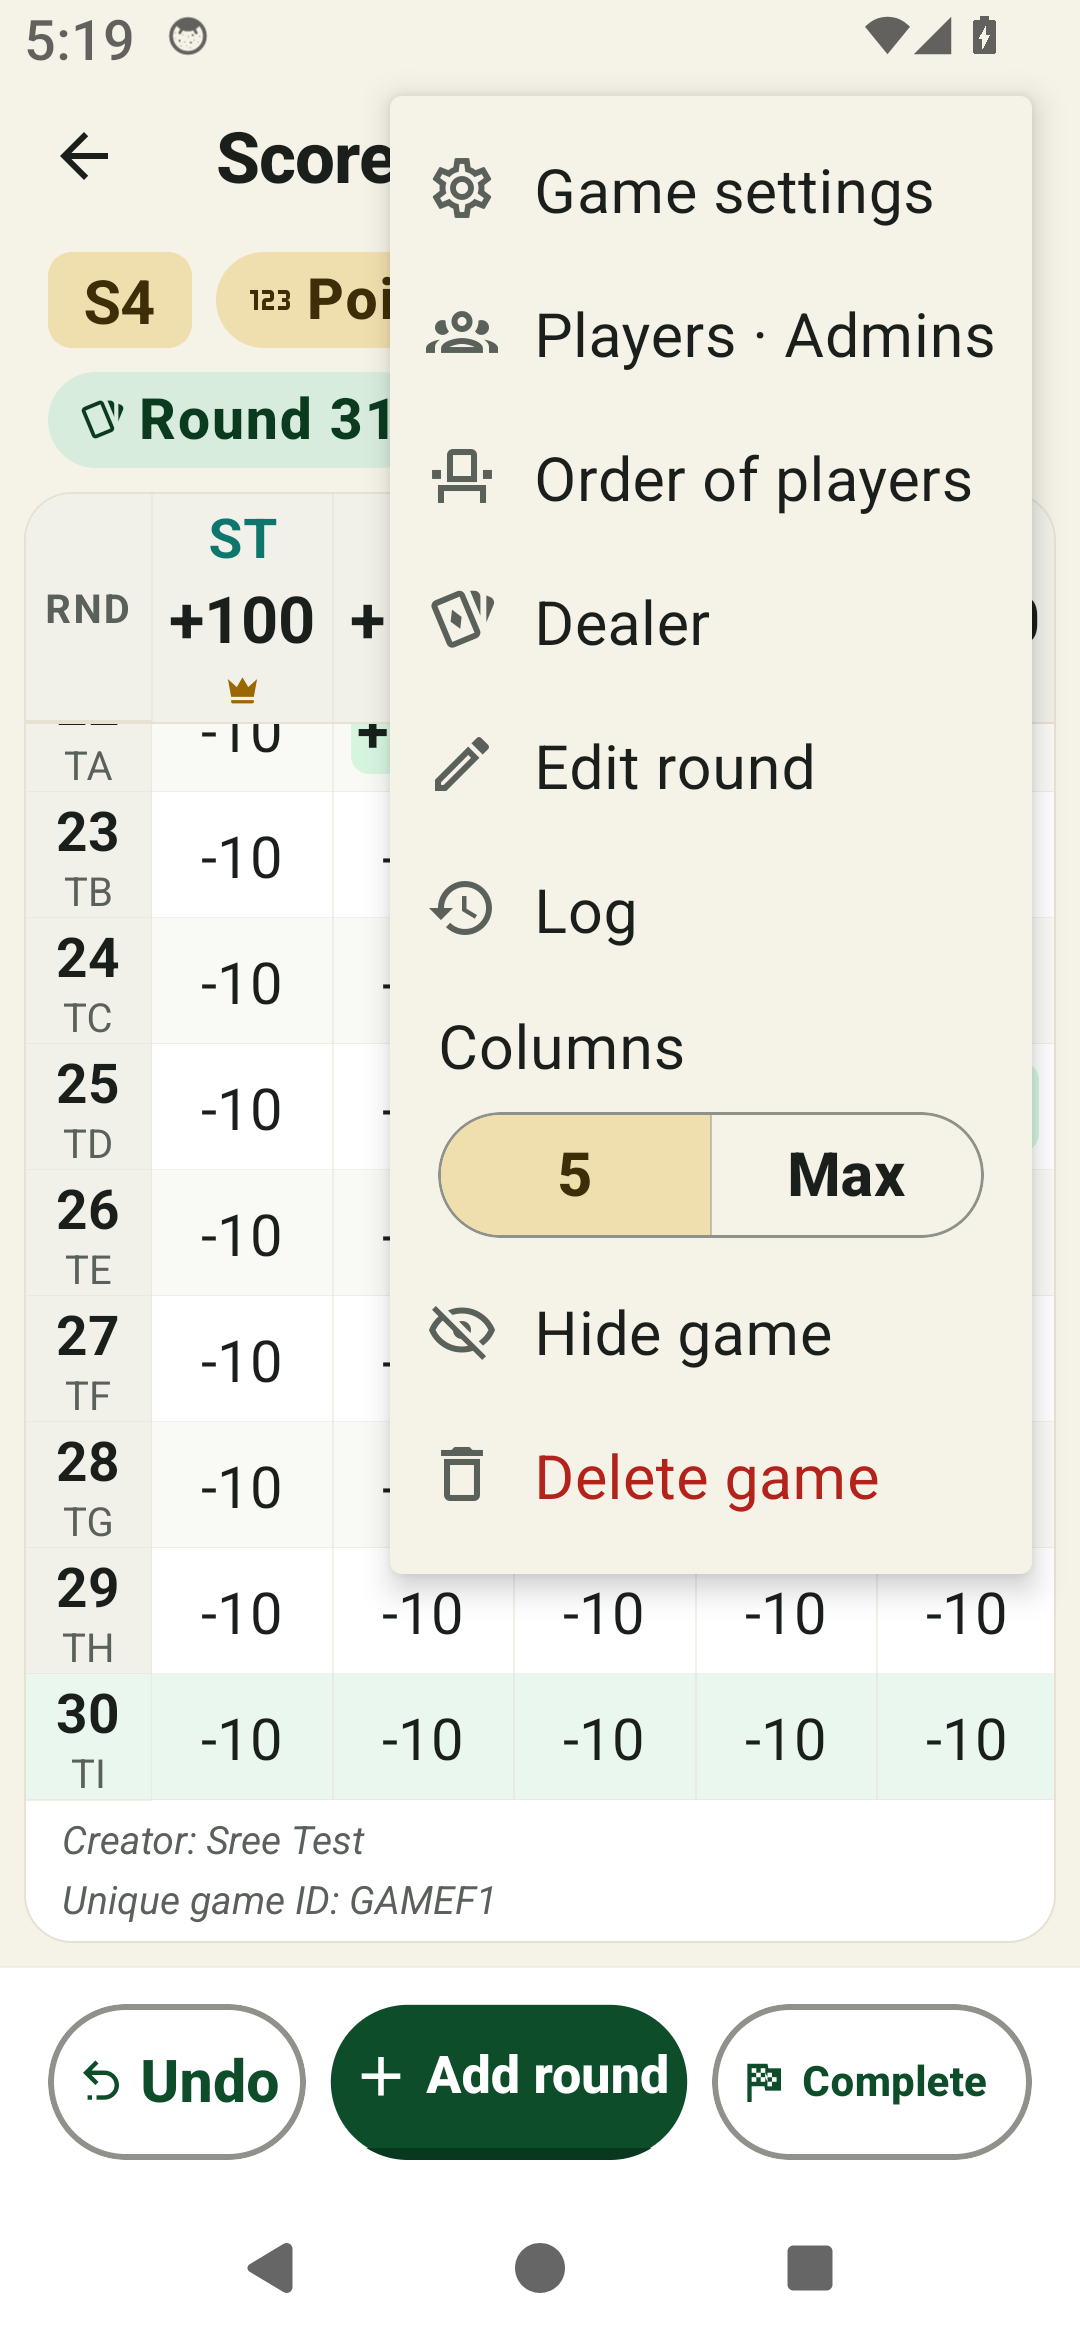 5:19
Score
Game settings
Players · Admins
Order of players
Dealer
Edit round
Log
Columns
5
Max
Hide game
Delete game
S4
123
Round 31
RND
ST
+100
+
-10
+
TA
23
-10
TB
24
-10
TC
25
-10
TD
26
-10
TE
27
-10
TF
28
-10
TG
29
-10 -10 -10 -10 -10
TH
30
-10 -10 -10 -10 -10
TI
Creator: Sree Test
Unique game ID: GAMEF1
Undo
+ Add round
Complete